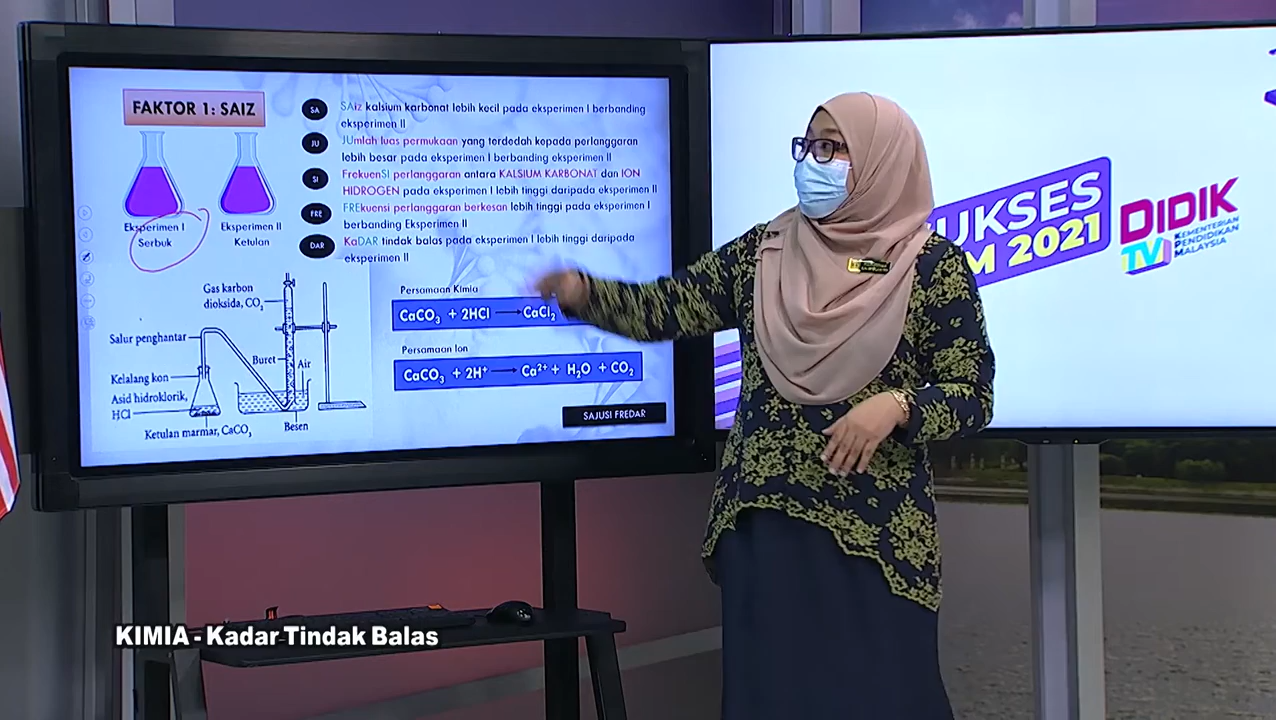 FAKTOR 1: SAIZ
Eksperimen I
Serbuk
Eksperimen II
Ketulan
SA
SAiz kalsium karbonat lebih kecil pada eksperimen I berbanding
eksperimen II
JU
JUmlah luas permukaan yang terdedah kepada perlanggaran
lebih besar pada eksperimen I berbanding eksperimen II
SI
FrekuenSI perlanggaran antara KALSIUM KARBONAT dan ION
HIDROGEN pada eksperimen I lebih tinggi daripada eksperimen II
FRE
FREkuensi perlanggaran berkesan lebih tinggi pada eksperimen I
berbanding Eksperimen II
DAR
KaDAR tindak balas pada eksperimen I lebih tinggi daripada
eksperimen II
Gas karbon
dioksida, CO₂
Salur penghantar
Buret
Air
Kelalang kon
Asid hidroklorik,
HCl
Ketulan marmar, CaCO₃
Besen
Persamaan Kimia
CaCO₃ + 2HCl → CaCl₂
Persamaan Ion
CaCO₃ + 2H⁺ → Ca²⁺ + H₂O + CO₂
SAJUSI FREDAR
UKSES
M 2021
DIDIK
TV
KEMENTERIAN
PENDIDIKAN
MALAYSIA
KIMIA - Kadar Tindak Balas